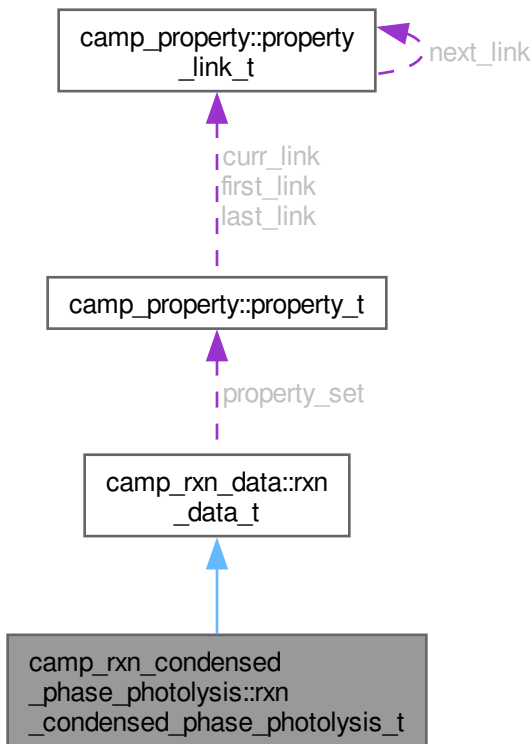 camp_property::property
_link_t
next_link
curr_link
first_link
last_link
camp_property::property_t
property_set
camp_rxn_data::rxn
_data_t
camp_rxn_condensed
_phase_photolysis::rxn
_condensed_phase_photolysis_t